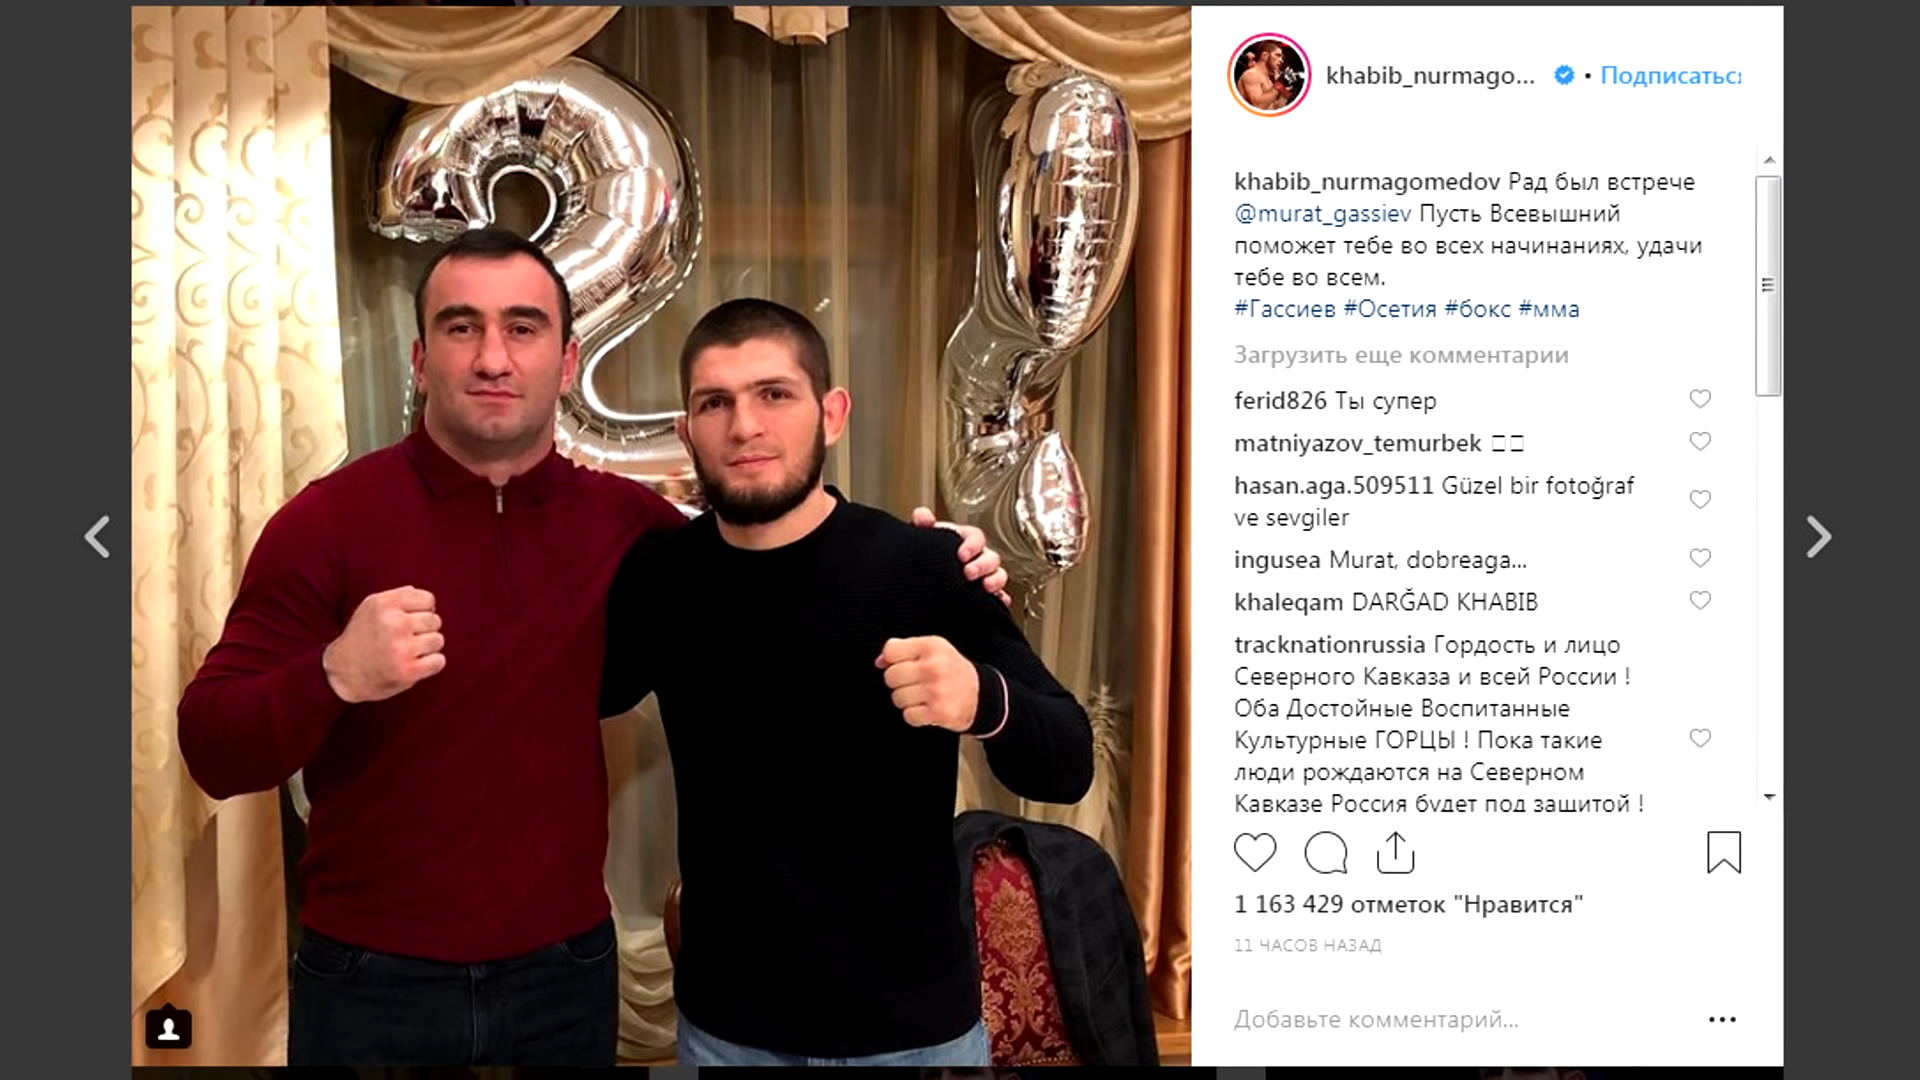 khabib_nurmago... • Подписаться
khabib_nurmagomedov Рад был встрече
@murat_gassiev Пусть Всевышний
поможет тебе во всех начинаниях, удачи
тебе во всем.
#Гассиев #Осетия #бокс #мма
Загрузить еще комментарии
ferid826 Ты супер
matniyazov_temurbek □□
hasan.aga.509511 Güzel bir fotoğraf
ve sevgiler
ingusea Murat, dobreaga...
khaleqam DARĞAD KHABIB
tracknationrussia Гордость и лицо
Северного Кавказа и всей России !
Оба Достойные Воспитанные
Культурные ГОРЦЫ ! Пока такие
люди рождаются на Северном
Кавказе Россия будет под защитой !
1 163 429 отметок "Нравится"
11 ЧАСОВ НАЗАД
Добавьте комментарий...